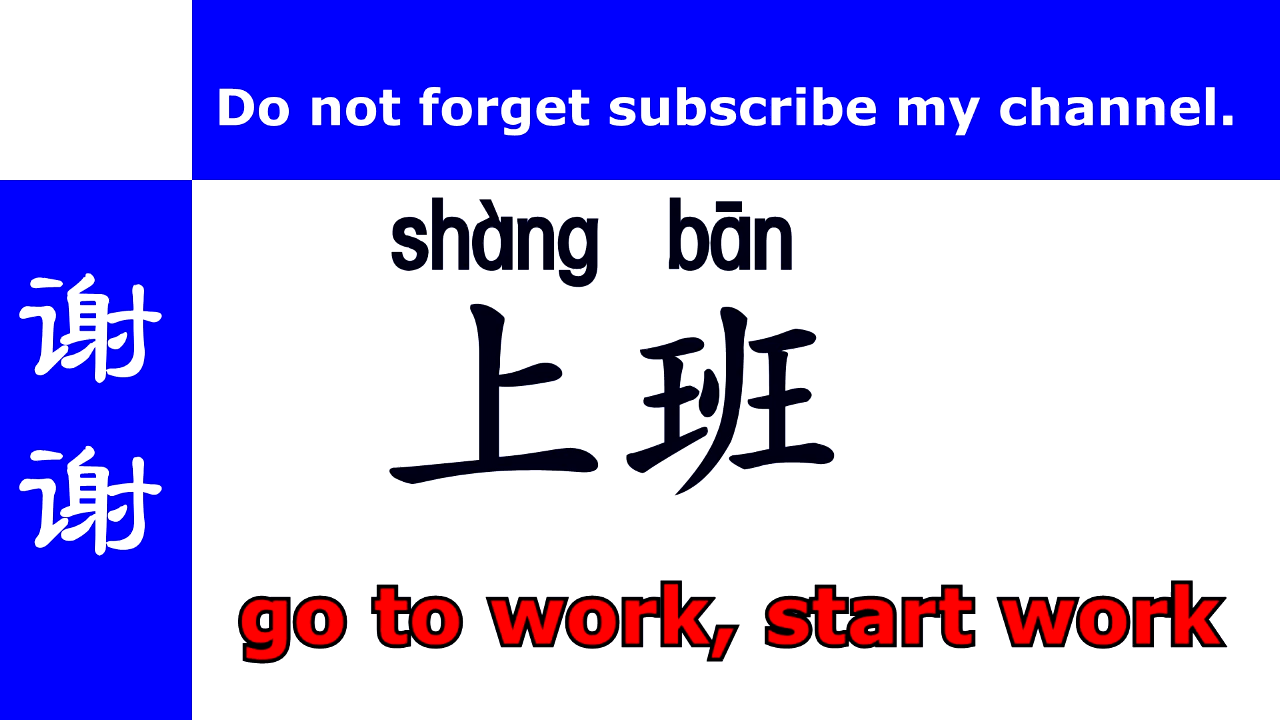 Do not forget subscribe my channel.
谢
谢
shàng bān
上班
go to work, start work